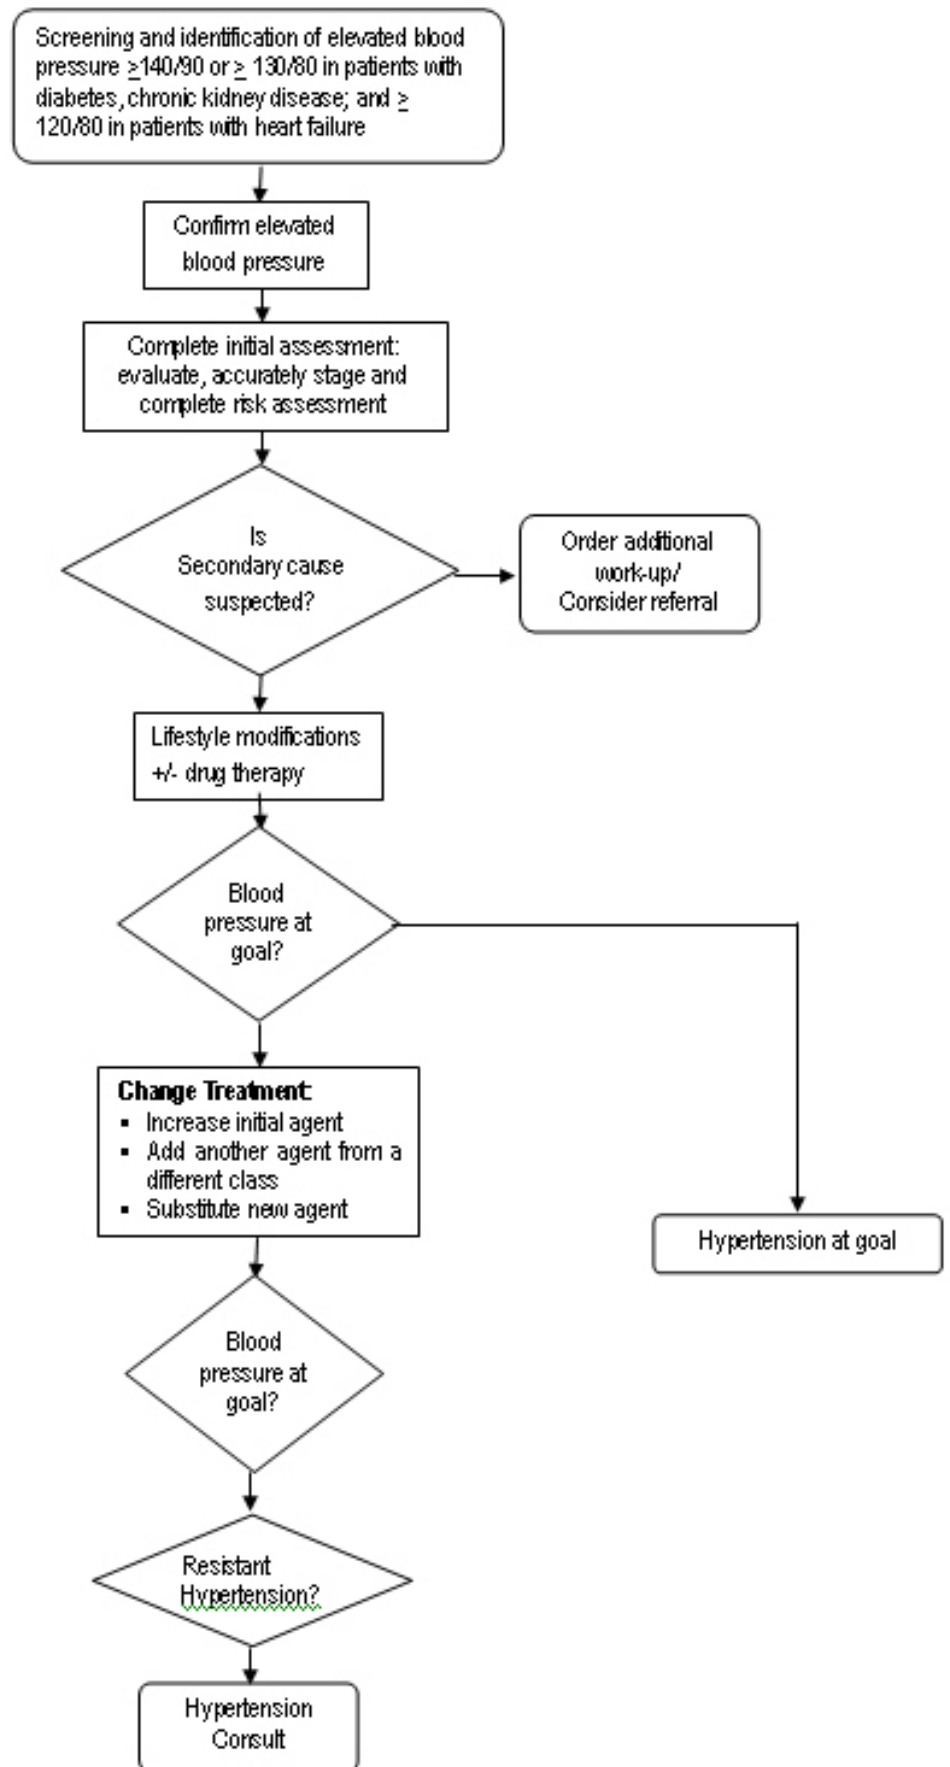 Screening and identification of elevated blood
pressure ≥140/90 or ≥ 130/80 in patients with
diabetes, chronic kidney disease; and ≥
120/80 in patients with heart failure
Confirm elevated
blood pressure
Complete initial assessment:
evaluate, accurately stage and
complete risk assessment
Is
Secondary cause
suspected?
Order additional
work-up/
Consider referral
Lifestyle modifications
+/- drug therapy
Blood
pressure at
goal?
Change Treatment:
▪ Increase initial agent
▪ Add another agent from a
different class
▪ Substitute new agent
Hypertension at goal
Blood
pressure at
goal?
Resistant
Hypertension?
Hypertension
Consult